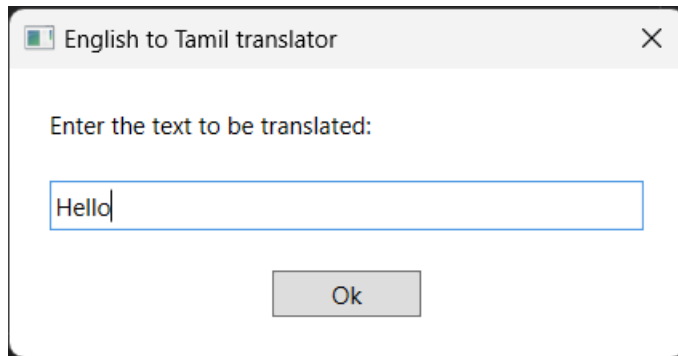 English to Tamil translator
Enter the text to be translated:
Hello
Ok